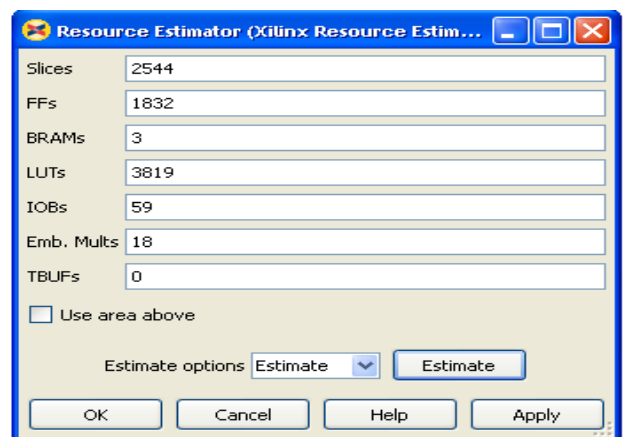 Resource Estimator (Xilinx Resource Estim...
Slices 2544
FFs 1832
BRAMs 3
LUTs 3819
IOBs 59
Emb. Mults 18
TBUFs 0
Use area above
Estimate options Estimate Estimate
OK Cancel Help Apply